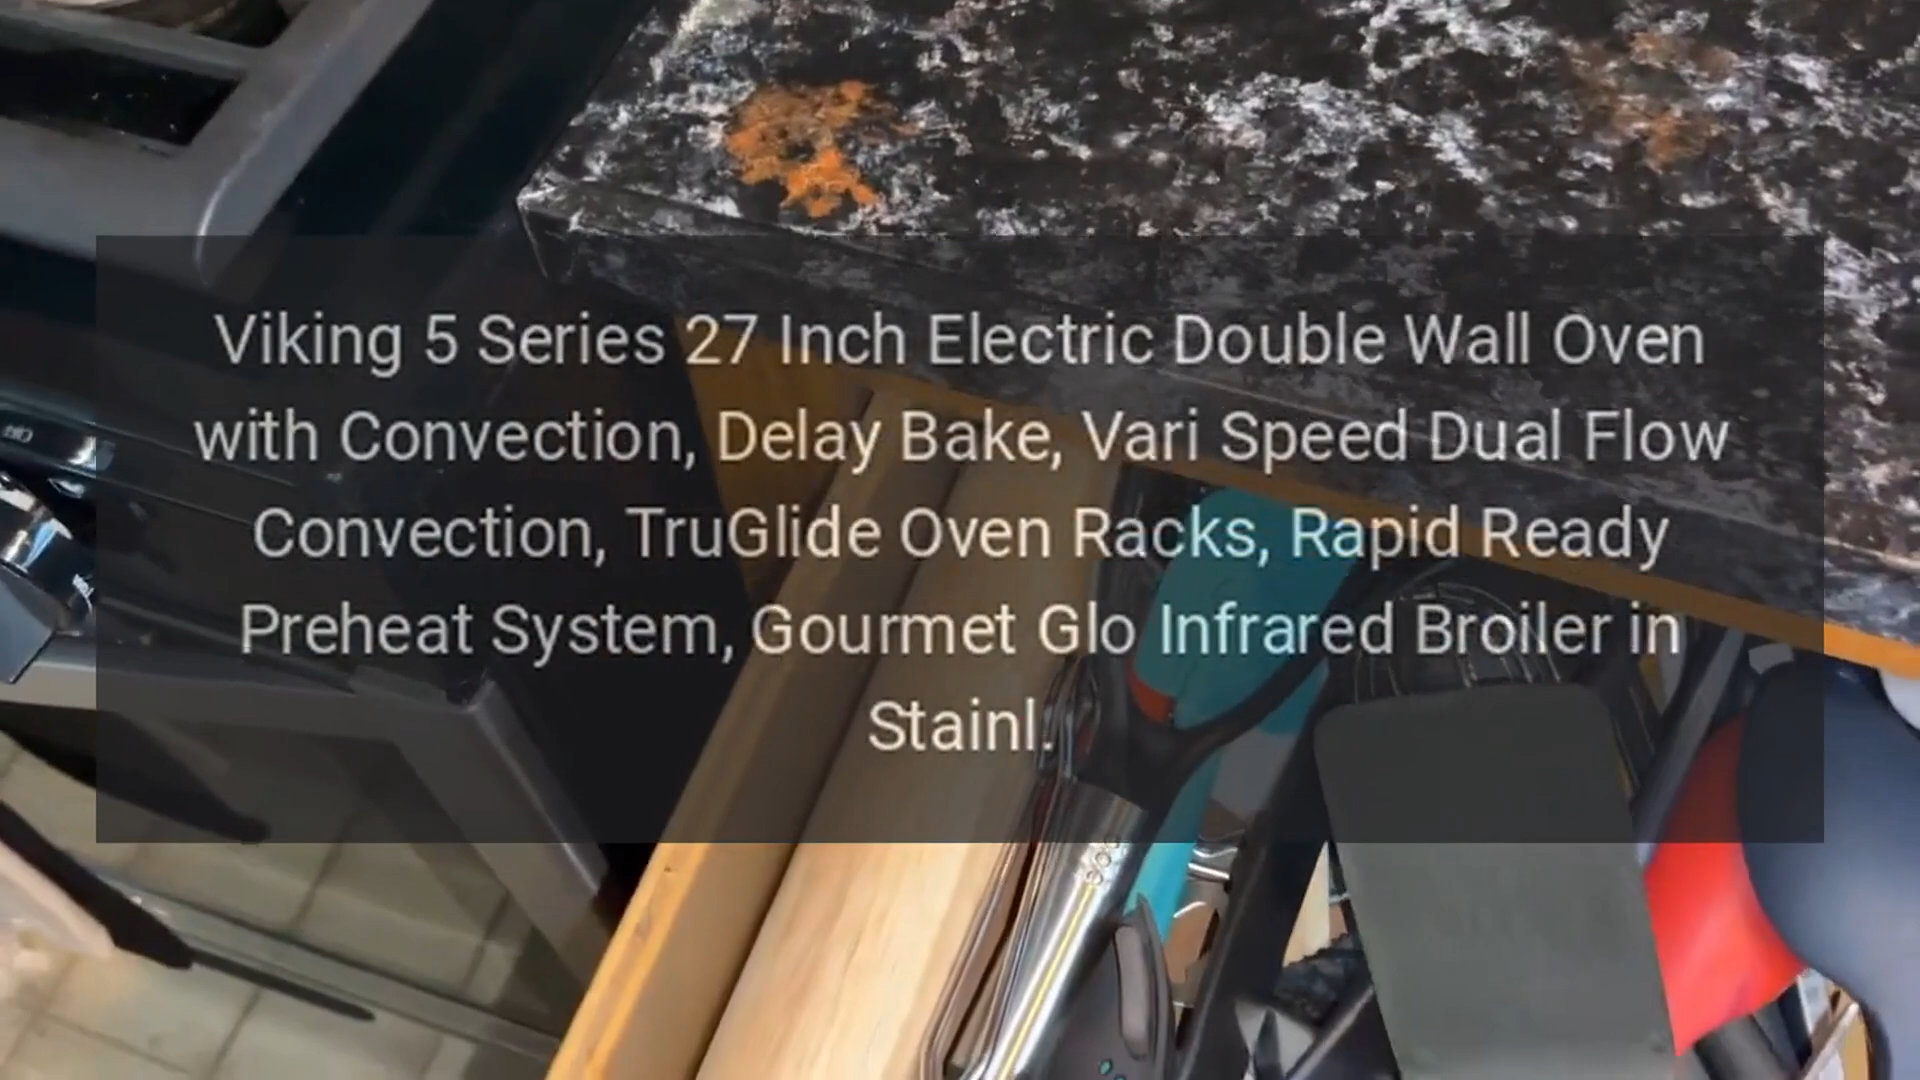 Viking 5 Series 27 Inch Electric Double Wall Oven
with Convection, Delay Bake, Vari Speed Dual Flow
Convection, TruGlide Oven Racks, Rapid Ready
Preheat System, Gourmet Glo Infrared Broiler in
Stainl.